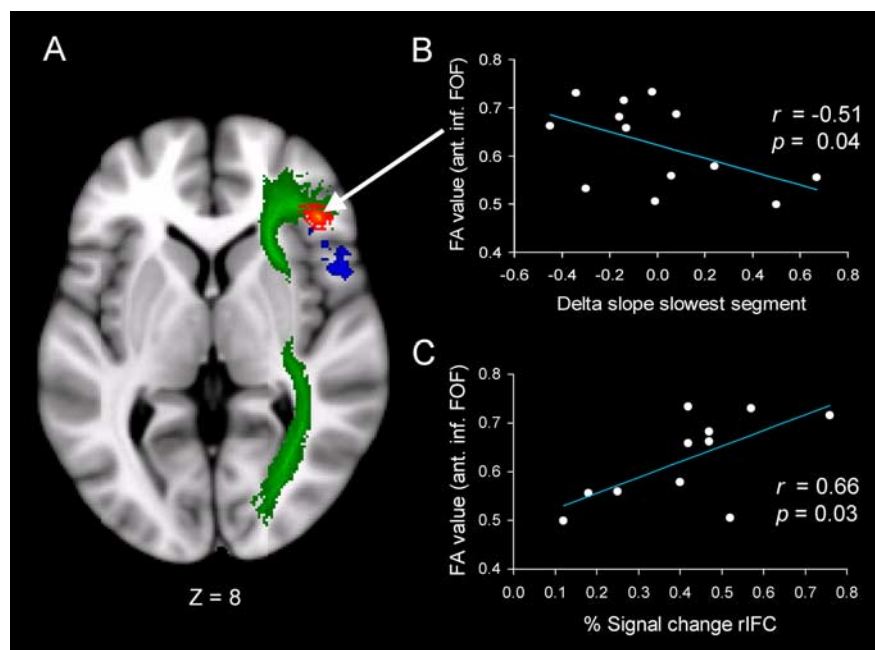 A
Z = 8
B
FA value (ant. inf. FOF)
0.8
0.7
0.6
0.5
0.4
r = -0.51
p = 0.04
-0.6 -0.4 -0.2 0.0 0.2 0.4 0.6 0.8
Delta slope slowest segment
C
FA value (ant. inf. FOF)
0.8
0.7
0.6
0.5
0.4
r = 0.66
p = 0.03
0.0 0.1 0.2 0.3 0.4 0.5 0.6 0.7 0.8
% Signal change rIFC